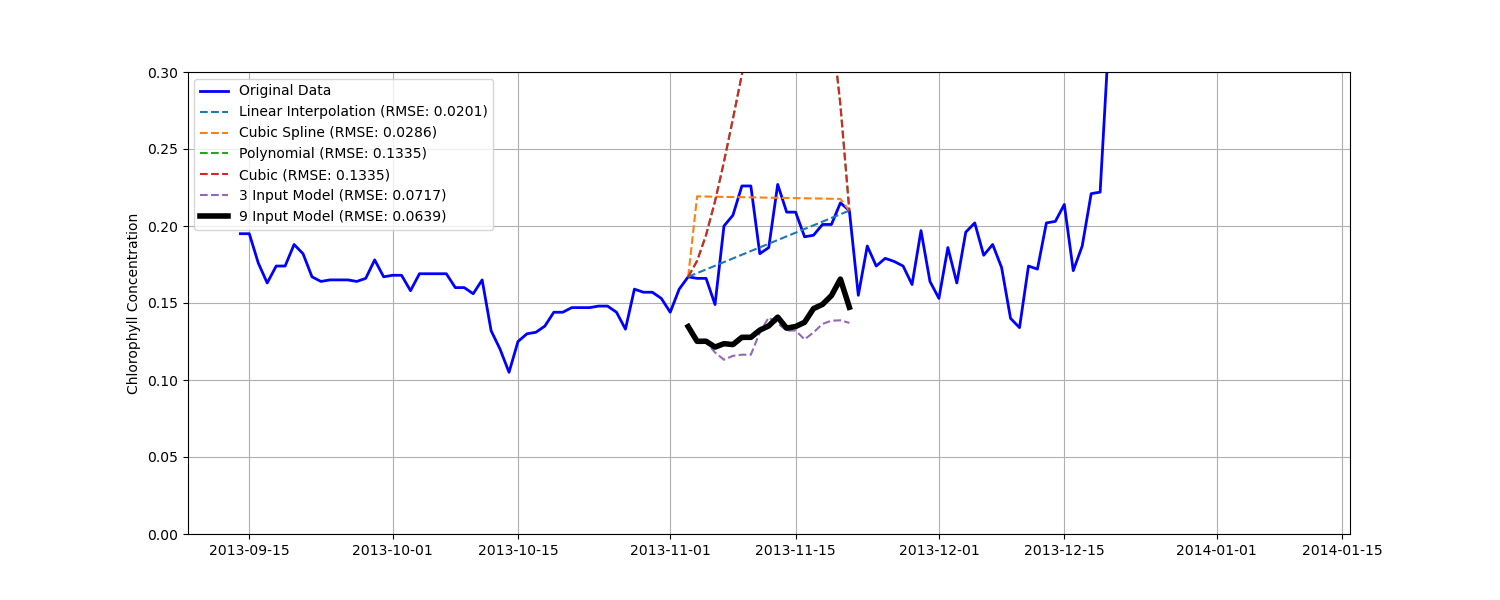 Chlorophyll Concentration
0.30
0.25
0.20
0.15
0.10
0.05
0.00
Original Data
Linear Interpolation (RMSE: 0.0201)
Cubic Spline (RMSE: 0.0286)
Polynomial (RMSE: 0.1335)
Cubic (RMSE: 0.1335)
3 Input Model (RMSE: 0.0717)
9 Input Model (RMSE: 0.0639)
2013-09-15 2013-10-01 2013-10-15 2013-11-01 2013-11-15 2013-12-01 2013-12-15 2014-01-01 2014-01-15